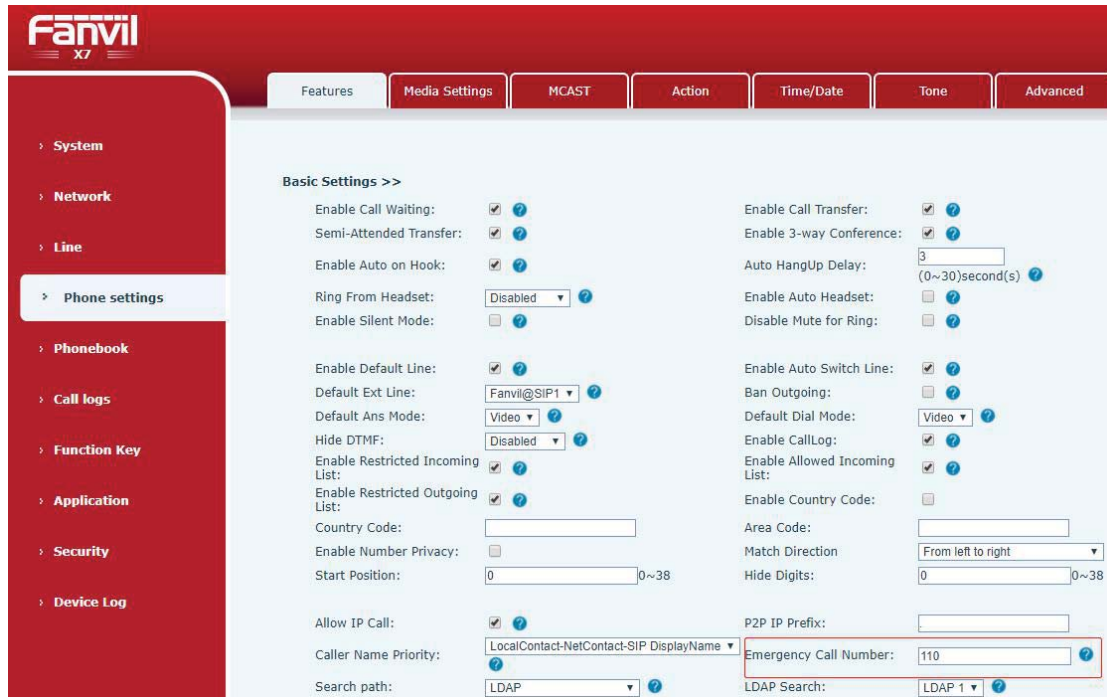 Fanvil
X7
Features Media Settings MCAST Action Time/Date Tone Advanced
› System
› Network
› Line
› Phone settings
› Phonebook
› Call logs
› Function Key
› Application
› Security
› Device Log
Basic Settings >>
Enable Call Waiting: Enable Call Transfer:
Semi-Attended Transfer: Enable 3-way Conference:
Enable Auto on Hook: Auto HangUp Delay: 3
(0~30)second(s)
Ring From Headset: Disabled Enable Auto Headset:
Enable Silent Mode: Disable Mute for Ring:
Enable Default Line: Enable Auto Switch Line:
Default Ext Line: Fanvil@SIP1 Ban Outgoing:
Default Ans Mode: Video Default Dial Mode: Video
Hide DTMF: Disabled Enable CallLog:
Enable Restricted Incoming List: Enable Allowed Incoming List:
Enable Restricted Outgoing List: Enable Country Code:
Country Code: Area Code:
Enable Number Privacy: Match Direction From left to right
Start Position: 0 0~38 Hide Digits: 0 0~38
Allow IP Call: P2P IP Prefix: .
Caller Name Priority: LocalContact-NetContact-SIP DisplayName Emergency Call Number: 110
Search path: LDAP LDAP Search: LDAP 1